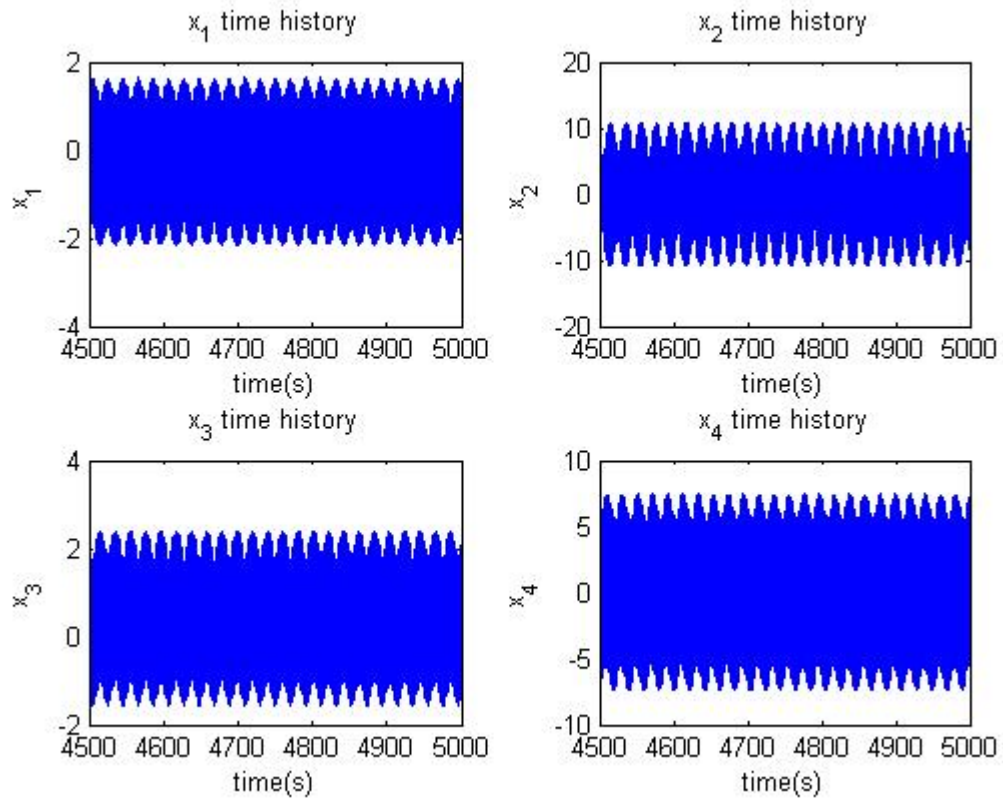 x₁ time history
2
0
-2
-4
x₁
4500 4600 4700 4800 4900 5000
time(s)
x₂ time history
20
10
0
-10
-20
x₂
4500 4600 4700 4800 4900 5000
time(s)
x₃ time history
4
2
0
-2
x₃
4500 4600 4700 4800 4900 5000
time(s)
x₄ time history
10
5
0
-5
-10
x₄
4500 4600 4700 4800 4900 5000
time(s)